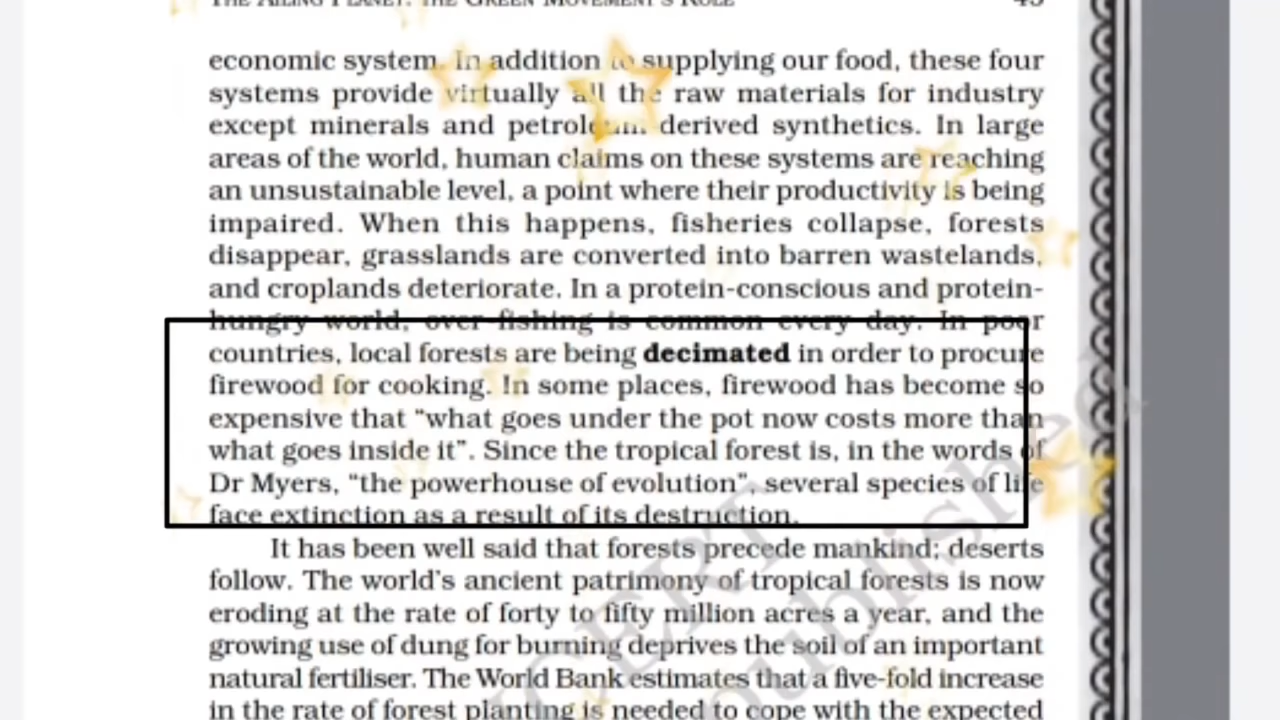 THE AILING PLANET: THE GREEN MOVEMENT'S ROLE 43
economic system. In addition to supplying our food, these four
systems provide virtually all the raw materials for industry
except minerals and petroleum derived synthetics. In large
areas of the world, human claims on these systems are reaching
an unsustainable level, a point where their productivity is being
impaired. When this happens, fisheries collapse, forests
disappear, grasslands are converted into barren wastelands,
and croplands deteriorate. In a protein-conscious and protein-
hungry world, over fishing is common every day. In poor
countries, local forests are being decimated in order to procure
firewood for cooking. In some places, firewood has become so
expensive that “what goes under the pot now costs more than
what goes inside it”. Since the tropical forest is, in the words of
Dr Myers, “the powerhouse of evolution”, several species of life
face extinction as a result of its destruction.
It has been well said that forests precede mankind; deserts
follow. The world's ancient patrimony of tropical forests is now
eroding at the rate of forty to fifty million acres a year, and the
growing use of dung for burning deprives the soil of an important
natural fertiliser. The World Bank estimates that a five-fold increase
in the rate of forest planting is needed to cope with the expected